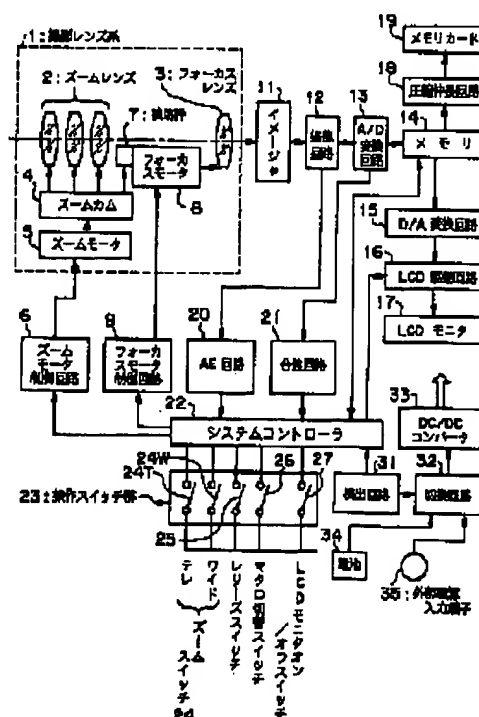 1:撮影レンズ系
2:ズームレンズ
3:フォーカスレンズ
7:
フォーカスモータ
8
4
ズームカム
5
ズームモータ
11
イメージャ
12
回路
13
A/D変換回路
19
メモリカード
18
圧縮伸長回路
14
メモリ
15
D/A変換回路
16
LCD駆動回路
17
LCDモニタ
6
ズームモータ制御回路
9
フォーカスモータ制御回路
20
AE回路
21
回路
22
システムコントローラ
33
DC/DCコンバータ
31
検出回路
32
切換回路
34
電池
35:外部電源入力端子
23:操作スイッチ群
24T
24W
25
26
27
テレ
ワイド
ズームスイッチ24
レリーズスイッチ
マクロ切替スイッチ
LCDモニタオン/オフスイッチ